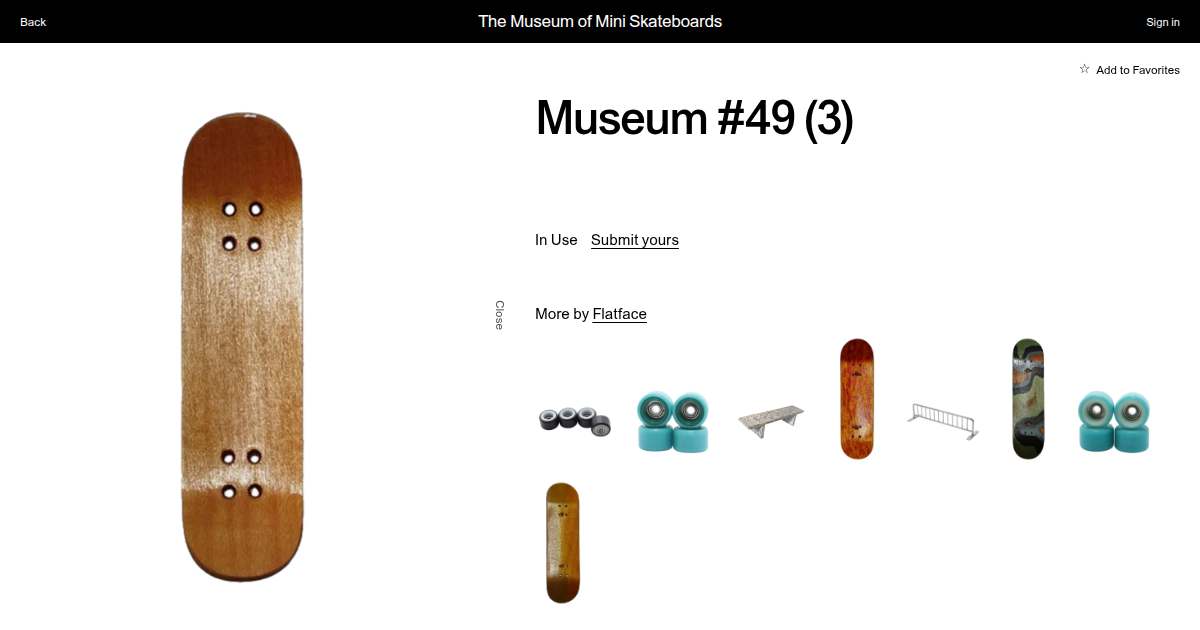 Back
The Museum of Mini Skateboards
Sign in
☆ Add to Favorites
Museum #49 (3)
In Use Submit yours
Close
More by Flatface